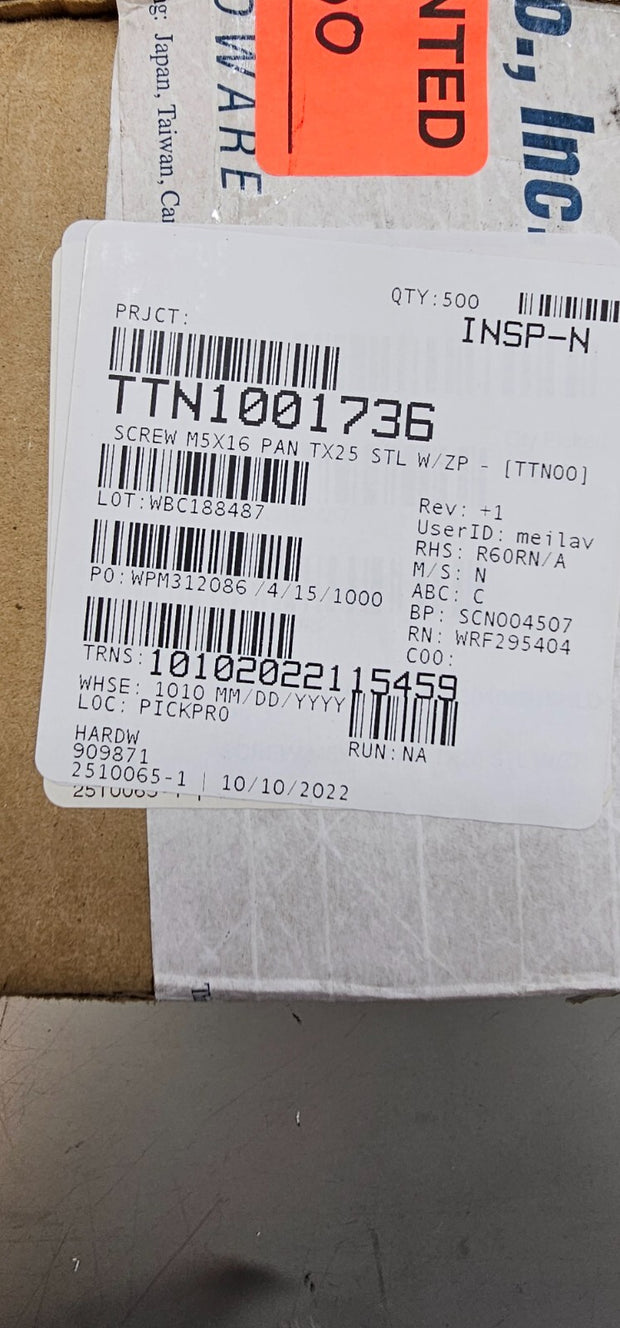 g: Japan, Taiwan, Ca
WARE
NTED
o., Inc.
QTY:500
INSP-N
PRJCT:
TTN1001736
SCREW M5X16 PAN TX25 STL W/ZP - [TTN00]
LOT:WBC188487
Rev: +1
UserID: meilav
RHS: R60RN/A
M/S: N
ABC: C
BP: SCN004507
RN: WRF295404
COO:
PO:WPM312086 /4/15/1000
TRNS:10102022115459
WHSE: 1010 MM/DD/YYYY
LOC: PICKPRO
RUN:NA
HARDW
909871
2510065-1 | 10/10/2022